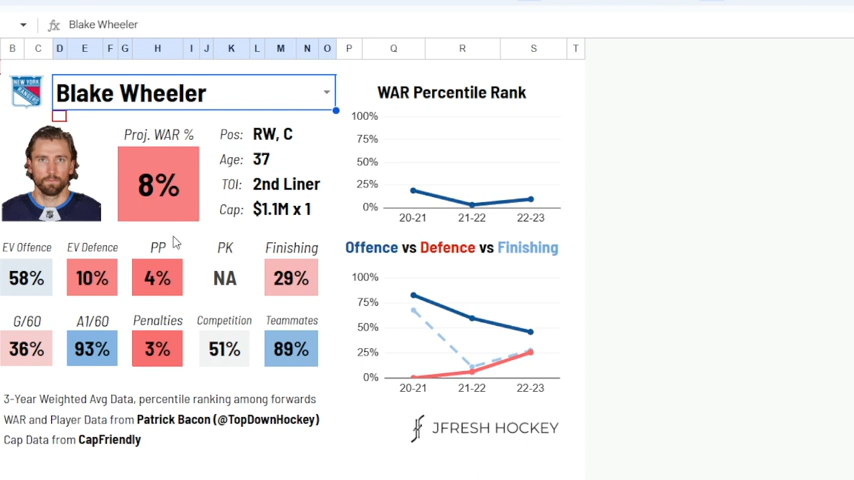 fx Blake Wheeler
B C D E F G H I J K L M N O P Q R S T
NEW YORK
RANGERS
Blake Wheeler
Proj. WAR %
8%
Pos: RW, C
Age: 37
TOI: 2nd Liner
Cap: $1.1M x 1
EV Offence EV Defence PP PK Finishing
58% 10% 4% NA 29%
G/60 A1/60 Penalties Competition Teammates
36% 93% 3% 51% 89%
3-Year Weighted Avg Data, percentile ranking among forwards
WAR and Player Data from Patrick Bacon (@TopDownHockey)
Cap Data from CapFriendly
WAR Percentile Rank
100%
75%
50%
25%
0%
20-21 21-22 22-23
Offence vs Defence vs Finishing
100%
75%
50%
25%
0%
20-21 21-22 22-23
JFRESH HOCKEY